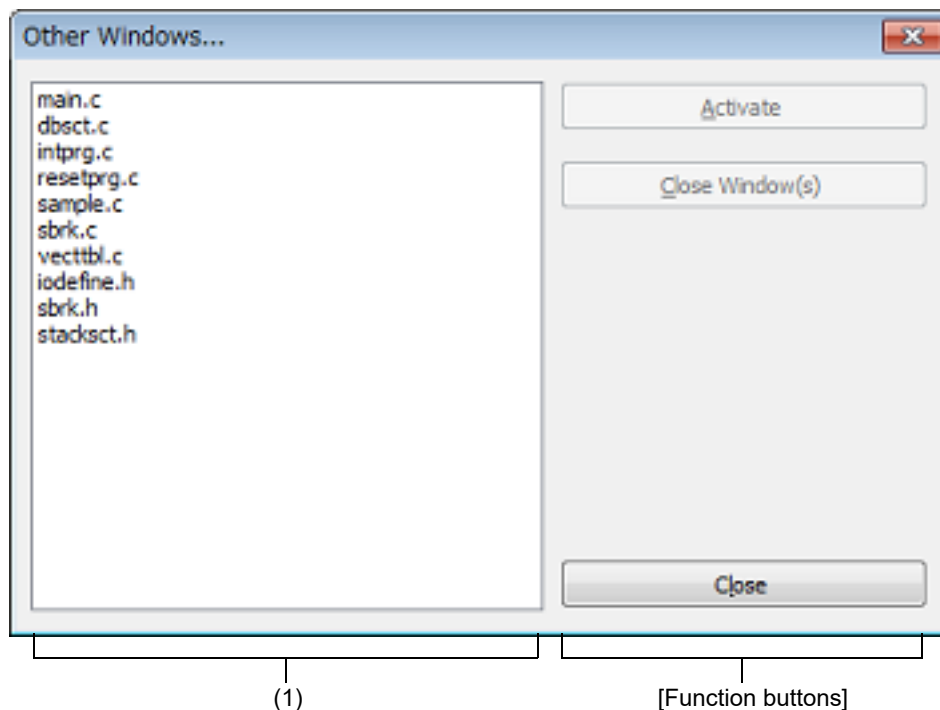 Other Windows...
main.c
dbsct.c
intprg.c
resetprg.c
sample.c
sbrk.c
vecttbl.c
iodefine.h
sbrk.h
stacksct.h
Activate
Close Window(s)
Close
(1)
[Function buttons]